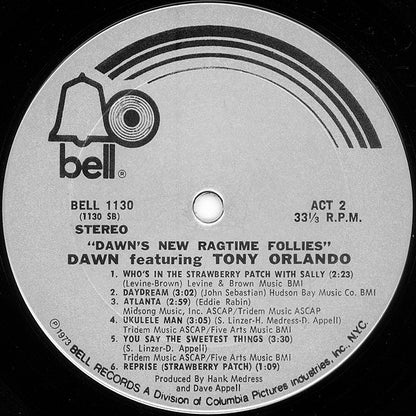 bell®
BELL 1130
(1130 SB)
STEREO
ACT 2
33⅓ R.P.M.
"DAWN'S NEW RAGTIME FOLLIES"
DAWN featuring TONY ORLANDO
1. WHO'S IN THE STRAWBERRY PATCH WITH SALLY (2:23)
(Levine-Brown) Levine & Brown Music BMI
2. DAYDREAM (3:02) (John Sebastian) Hudson Bay Music Co. BMI
3. ATLANTA (2:59) (Eddie Rabin)
Midsong Music, Inc. ASCAP/Tridem Music ASCAP
4. UKULELE MAN (3:05) (S. Linzer-H. Medress-D. Appell)
Tridem Music ASCAP/Five Arts Music BMI
5. YOU SAY THE SWEETEST THINGS (3:30)
(S. Linzer-D. Appell)
Tridem Music ASCAP/Five Arts Music BMI
6. REPRISE (STRAWBERRY PATCH) (1:09)
Produced By Hank Medress
and Dave Appell
℗1973 BELL RECORDS A Division of Columbia Pictures Industries, Inc. N.Y.C.